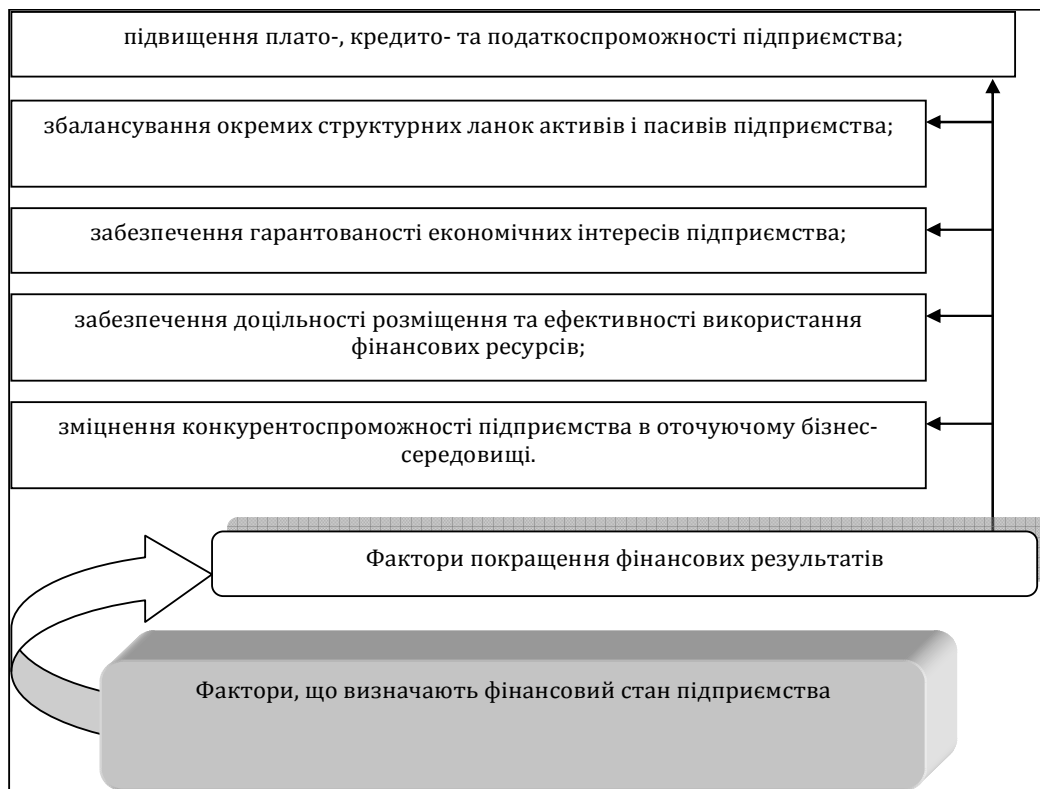 підвищення плато-, кредито- та податкоспроможності підприємства;
збалансування окремих структурних ланок активів і пасивів підприємства;
забезпечення гарантованості економічних інтересів підприємства;
забезпечення доцільності розміщення та ефективності використання
фінансових ресурсів;
зміцнення конкурентоспроможності підприємства в оточуючому бізнес-
середовищі.
Фактори покращення фінансових результатів
Фактори, що визначають фінансовий стан підприємства